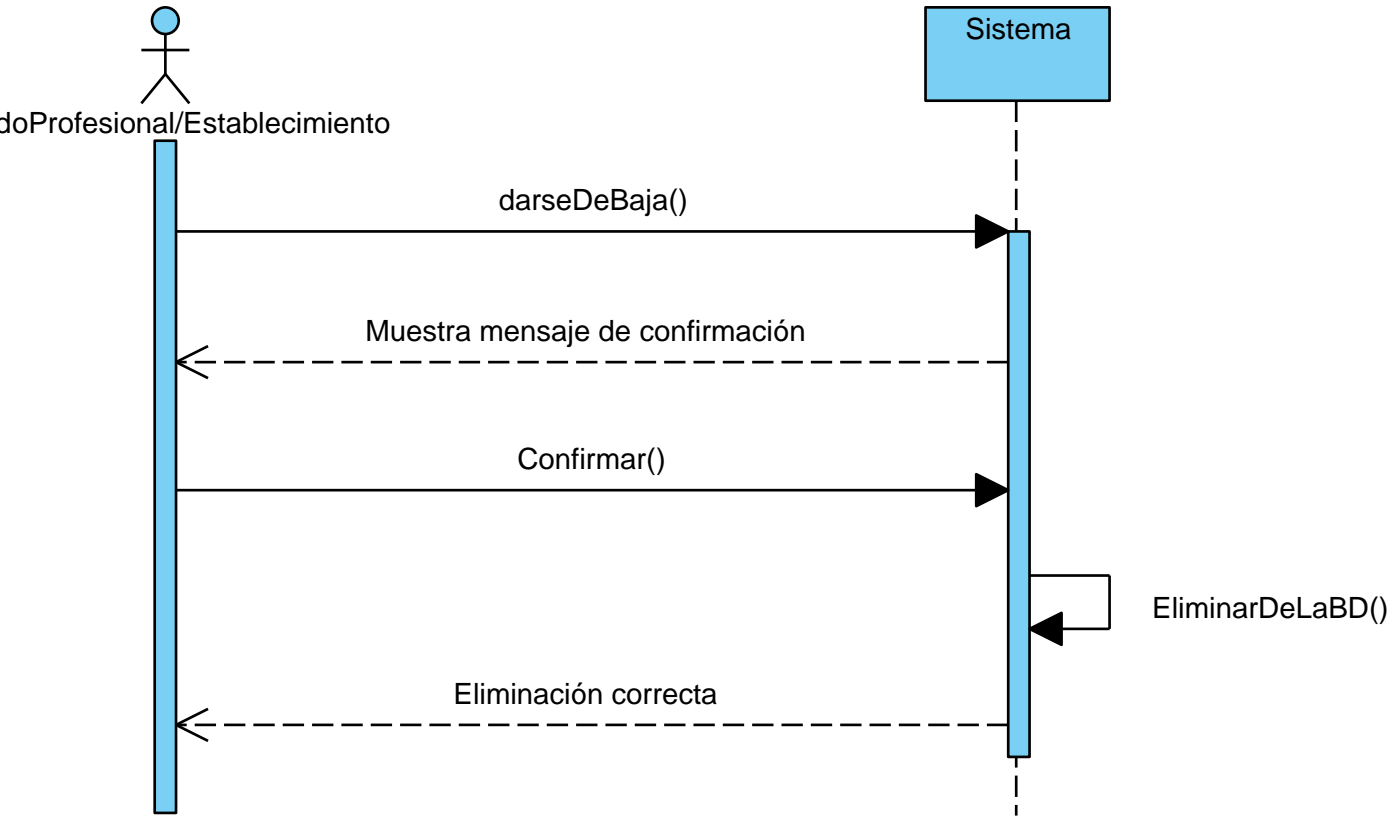 Sistema
doProfesional/Establecimiento
darseDeBaja()
Muestra mensaje de confirmación
Confirmar()
EliminarDeLaBD()
Eliminación correcta